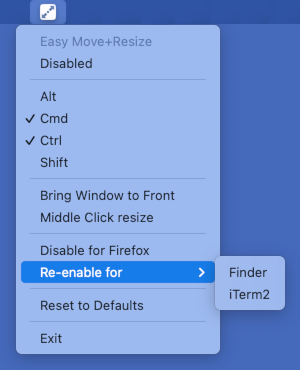 Easy Move+Resize
Disabled
Alt
Cmd
Ctrl
Shift
Bring Window to Front
Middle Click resize
Disable for Firefox
Re-enable for
Finder
iTerm2
Reset to Defaults
Exit